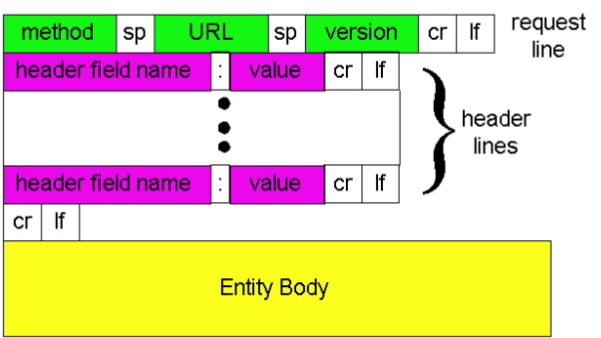 method sp URL sp version cr lf
request
line
header field name : value cr lf
header
lines
header field name : value cr lf
cr lf
Entity Body